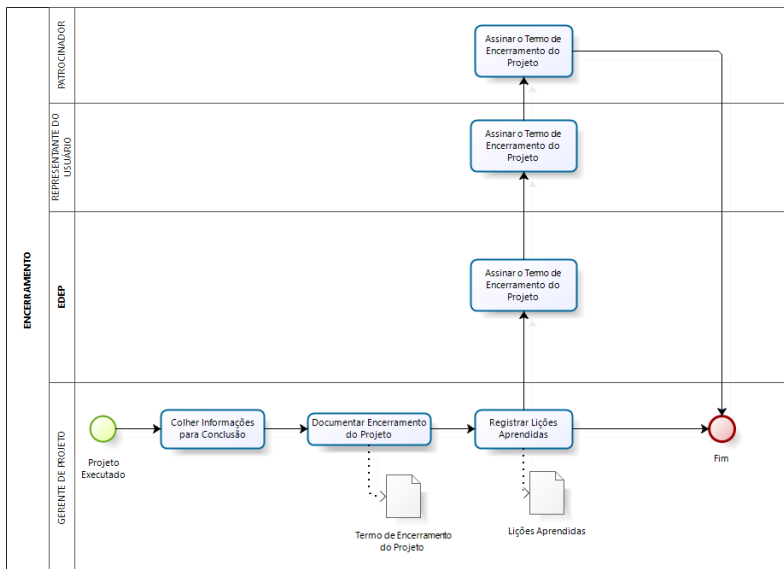 ENCERRAMENTO
PATROCINADOR
Assinar o Termo de
Encerramento do
Projeto
REPRESENTANTE DO
USUÁRIO
Assinar o Termo de
Encerramento do
Projeto
EDEP
Assinar o Termo de
Encerramento do
Projeto
GERENTE DE PROJETO
Projeto
Executado
Colher Informações
para Conclusão
Documentar Encerramento
do Projeto
Registrar Lições
Aprendidas
Fim
Termo de Encerramento
do Projeto
Lições Aprendidas